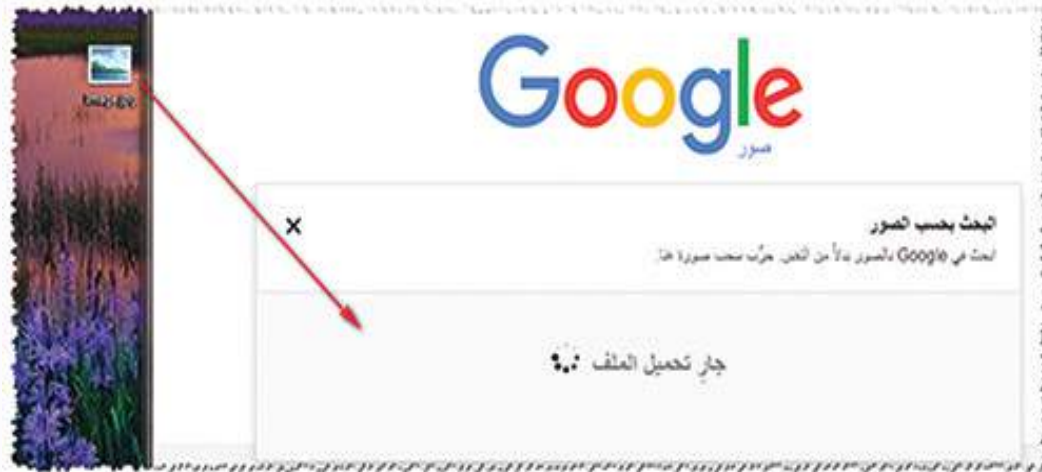 Google
صور
البحث بحسب الصور
ابحث في Google بالصور بدلاً من النص. جرِّب سحب صورة هنا.
جارٍ تحميل الملف